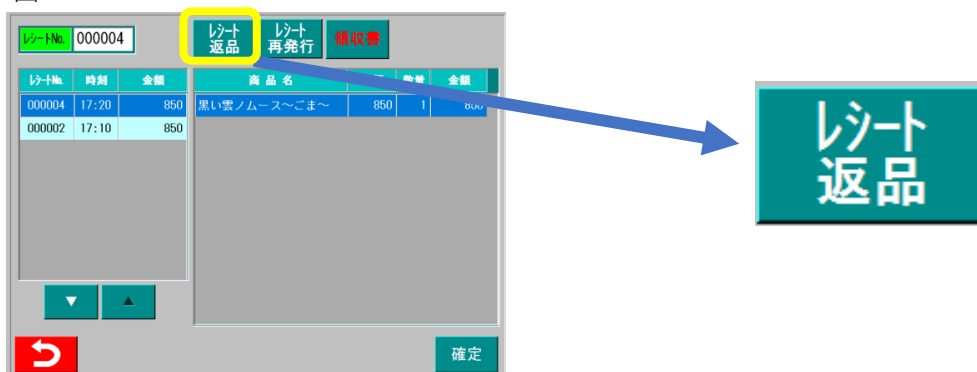 レシート
返品
レシート
再発行
領収書
レシートNo. 000004
レシートNo. 時刻 金額
商品名 数量 金額
000004 17:20 850
黒い雲ノムース～ごま～ 850 1 850
000002 17:10 850
▼ ▲
確定
レシート
返品